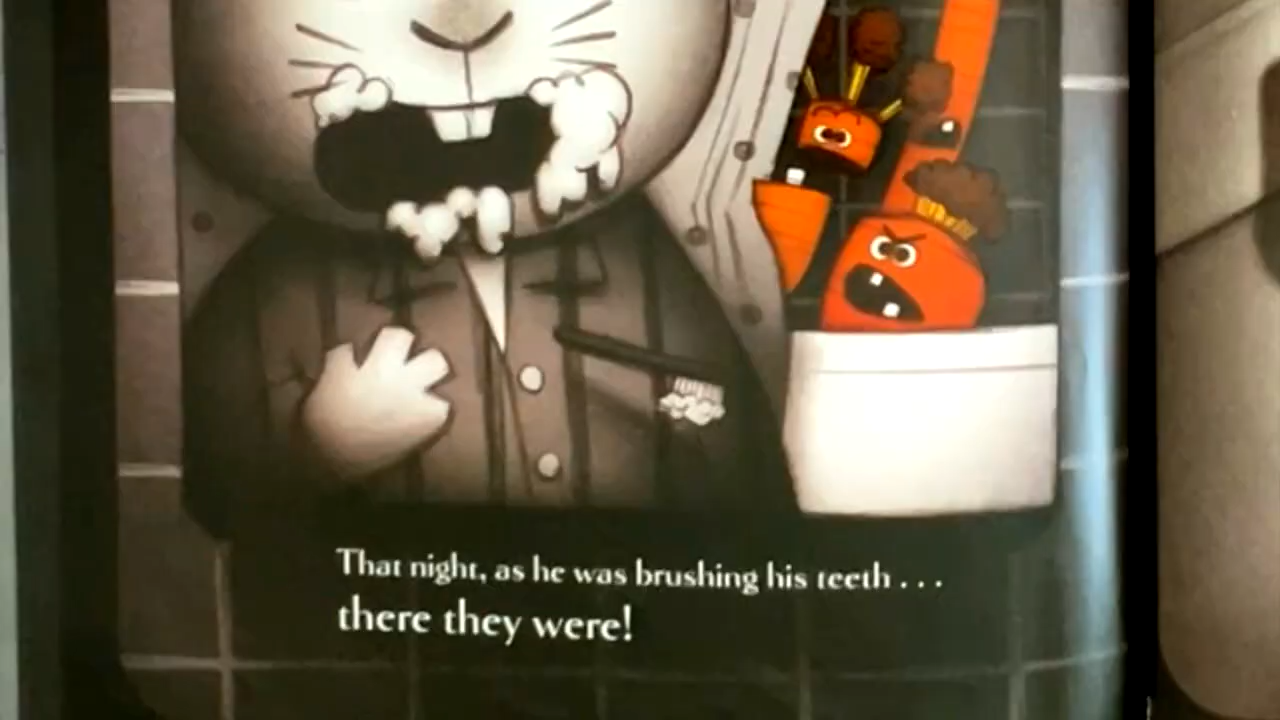 That night, as he was brushing his teeth . . .
there they were!